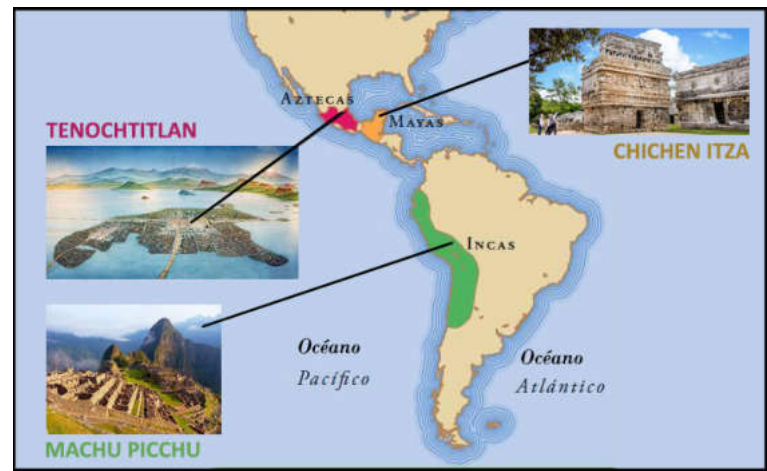 AZTECAS
MAYAS
TENOCHTITLAN
CHICHEN ITZA
INCAS
Océano
Pacífico
Océano
Atlántico
MACHU PICCHU